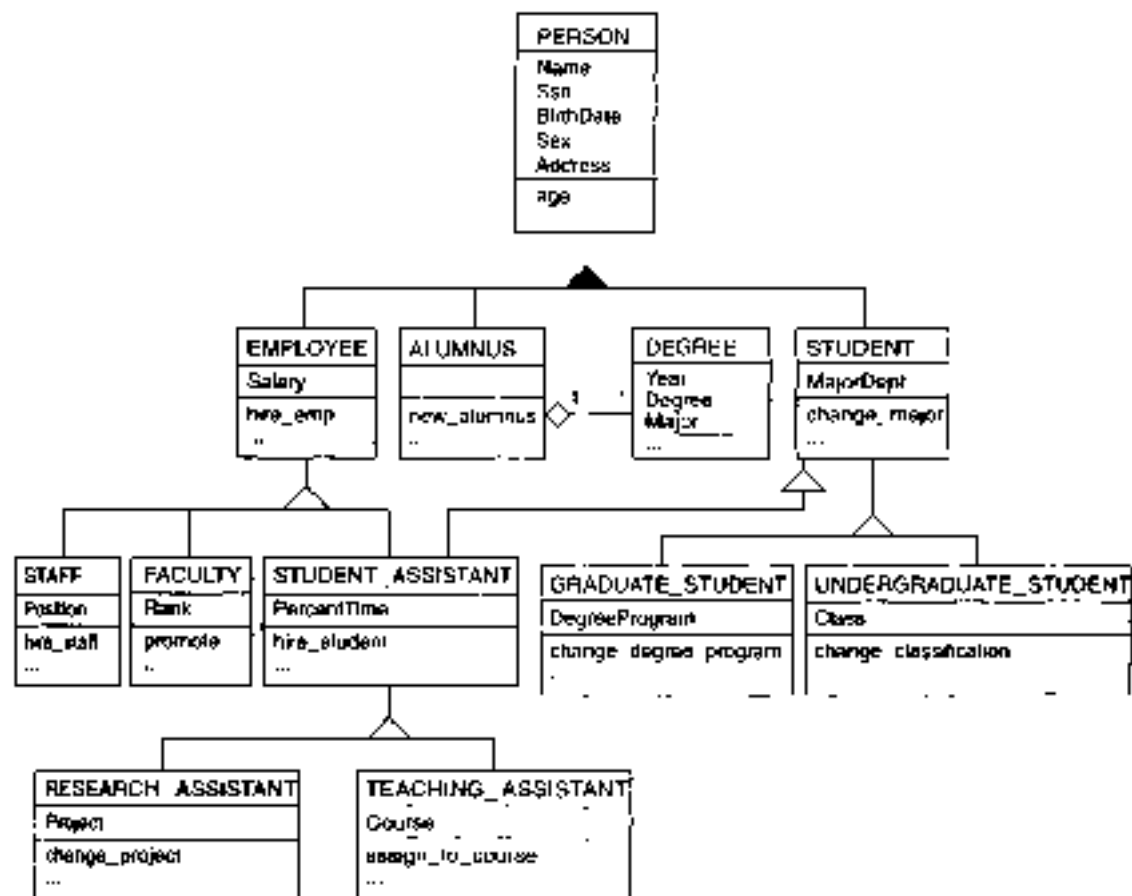 PERSON
Name
Ssn
BirthDate
Sex
Address
age
EMPLOYEE
Salary
hire_emp
...
ALUMNUS
new_alumnus
...
1
*
DEGREE
Year
Degree
Major
...
STUDENT
MajorDept
change_major
...
STAFF
Position
hire_staff
...
FACULTY
Rank
promote
...
STUDENT_ASSISTANT
PercentTime
hire_student
...
GRADUATE_STUDENT
DegreeProgram
change_degree_program
UNDERGRADUATE_STUDENT
Class
change_classification
RESEARCH_ASSISTANT
Project
change_project
...
TEACHING_ASSISTANT
Course
assign_to_course
...